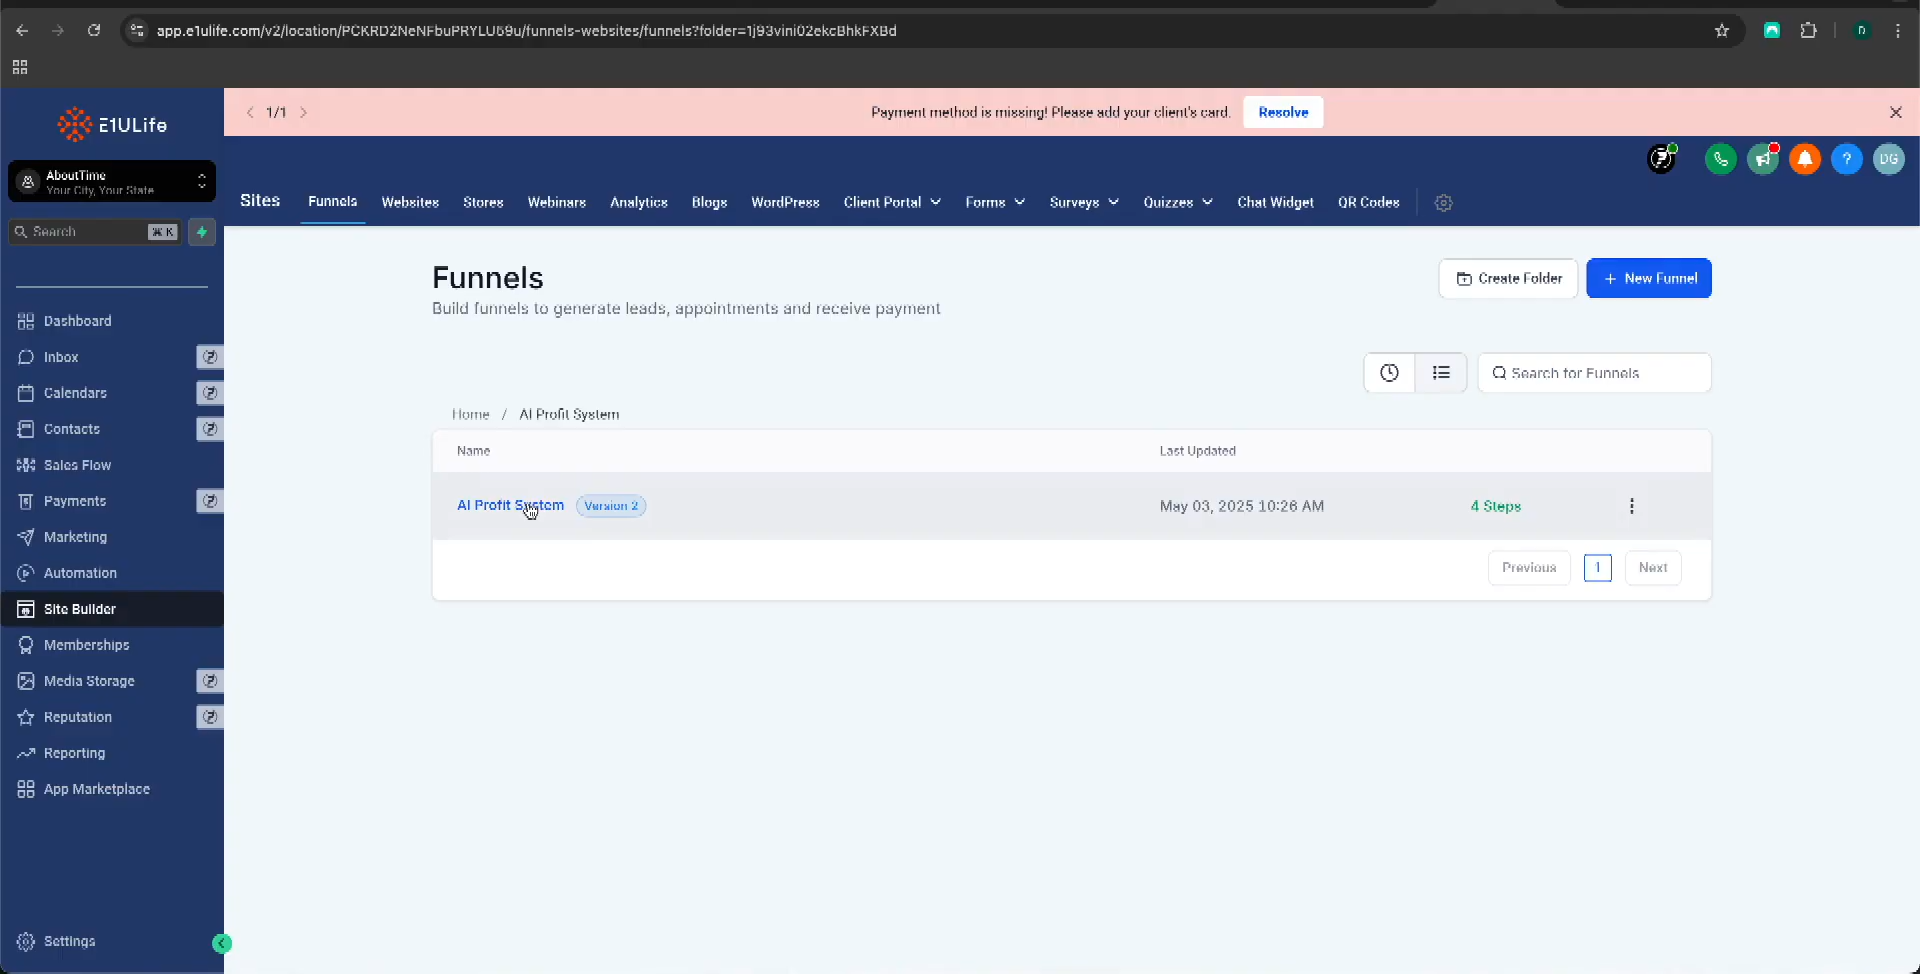 app.e1ulife.com/v2/location/PCKRD2NeNFbuPRYLU69u/funnels-websites/funnels?folder=1j93vini02ekcBhkFXBd
E1ULife
1/1
Payment method is missing! Please add your client's card.
Resolve
AboutTime
Your City, Your State
DG
Search
⌘ K
Sites
Funnels
Websites
Stores
Webinars
Analytics
Blogs
WordPress
Client Portal
Forms
Surveys
Quizzes
Chat Widget
QR Codes
Dashboard
Inbox
Calendars
Contacts
Sales Flow
Payments
Marketing
Automation
Site Builder
Memberships
Media Storage
Reputation
Reporting
App Marketplace
Settings
Funnels
Build funnels to generate leads, appointments and receive payment
Create Folder
+ New Funnel
Search for Funnels
Home / AI Profit System
Name
Last Updated
AI Profit System
Version 2
May 03, 2025 10:26 AM
4 Steps
Previous
1
Next